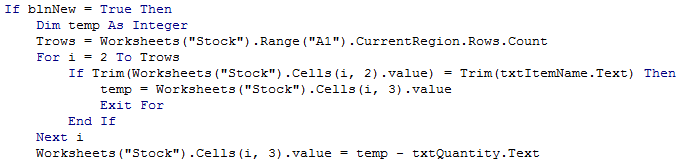 If blnNew = True Then
Dim temp As Integer
Trows = Worksheets("Stock").Range("A1").CurrentRegion.Rows.Count
For i = 2 To Trows
If Trim(Worksheets("Stock").Cells(i, 2).value) = Trim(txtItemName.Text) Then
temp = Worksheets("Stock").Cells(i, 3).value
Exit For
End If
Next i
Worksheets("Stock").Cells(i, 3).value = temp - txtQuantity.Text